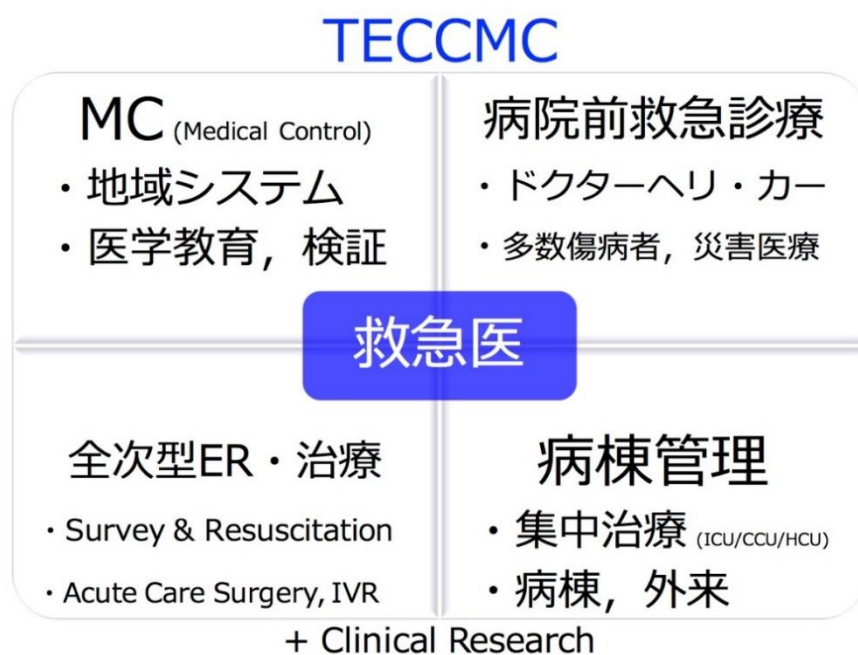 TECCMC
MC (Medical Control)
・地域システム
・医学教育，検証
病院前救急診療
・ドクターヘリ・カー
・多数傷病者，災害医療
救急医
全次型ER・治療
・Survey & Resuscitation
・Acute Care Surgery, IVR
病棟管理
・集中治療 (ICU/CCU/HCU)
・病棟，外来
+ Clinical Research